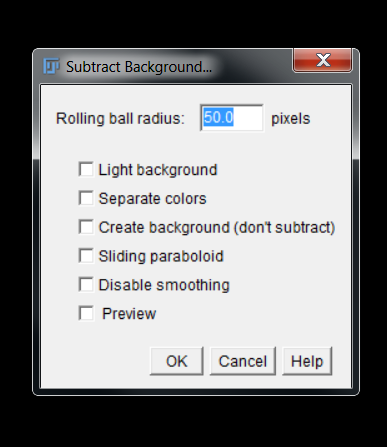 Subtract Background...
Rolling ball radius: 50.0 pixels
Light background
Separate colors
Create background (don't subtract)
Sliding paraboloid
Disable smoothing
Preview
OK Cancel Help